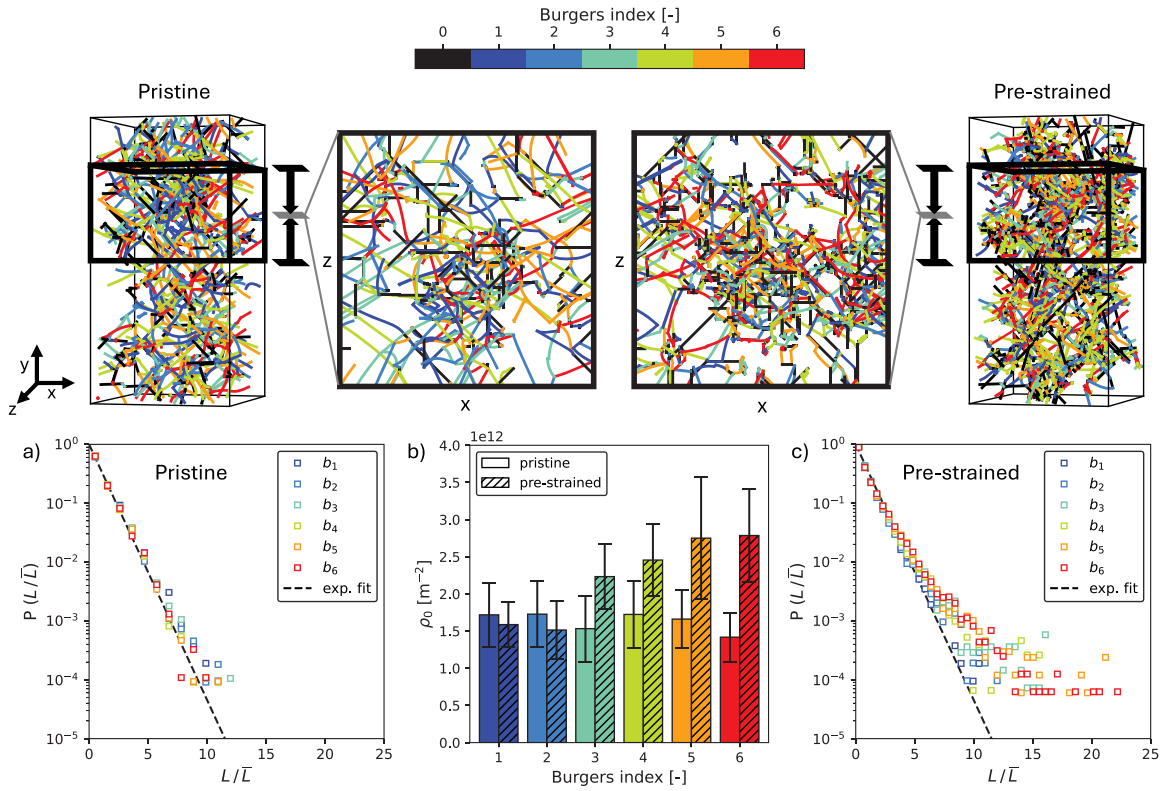 Burgers index [-]
0 1 2 3 4 5 6
Pristine
Pre-strained
z
x
z
x
y
x
z
a)
Pristine
b₁
b₂
b₃
b₄
b₅
b₆
exp. fit
P (L/L̅)
10⁰
10⁻¹
10⁻²
10⁻³
10⁻⁴
10⁻⁵
0 5 10 15 20 25
L/L̅
b)
1e12
pristine
pre-strained
ρ₀ [m⁻²]
4.0
3.5
3.0
2.5
2.0
1.5
1.0
0.5
0.0
1 2 3 4 5 6
Burgers index [-]
c)
Pre-strained
b₁
b₂
b₃
b₄
b₅
b₆
exp. fit
P (L/L̅)
10⁰
10⁻¹
10⁻²
10⁻³
10⁻⁴
10⁻⁵
0 5 10 15 20 25
L/L̅